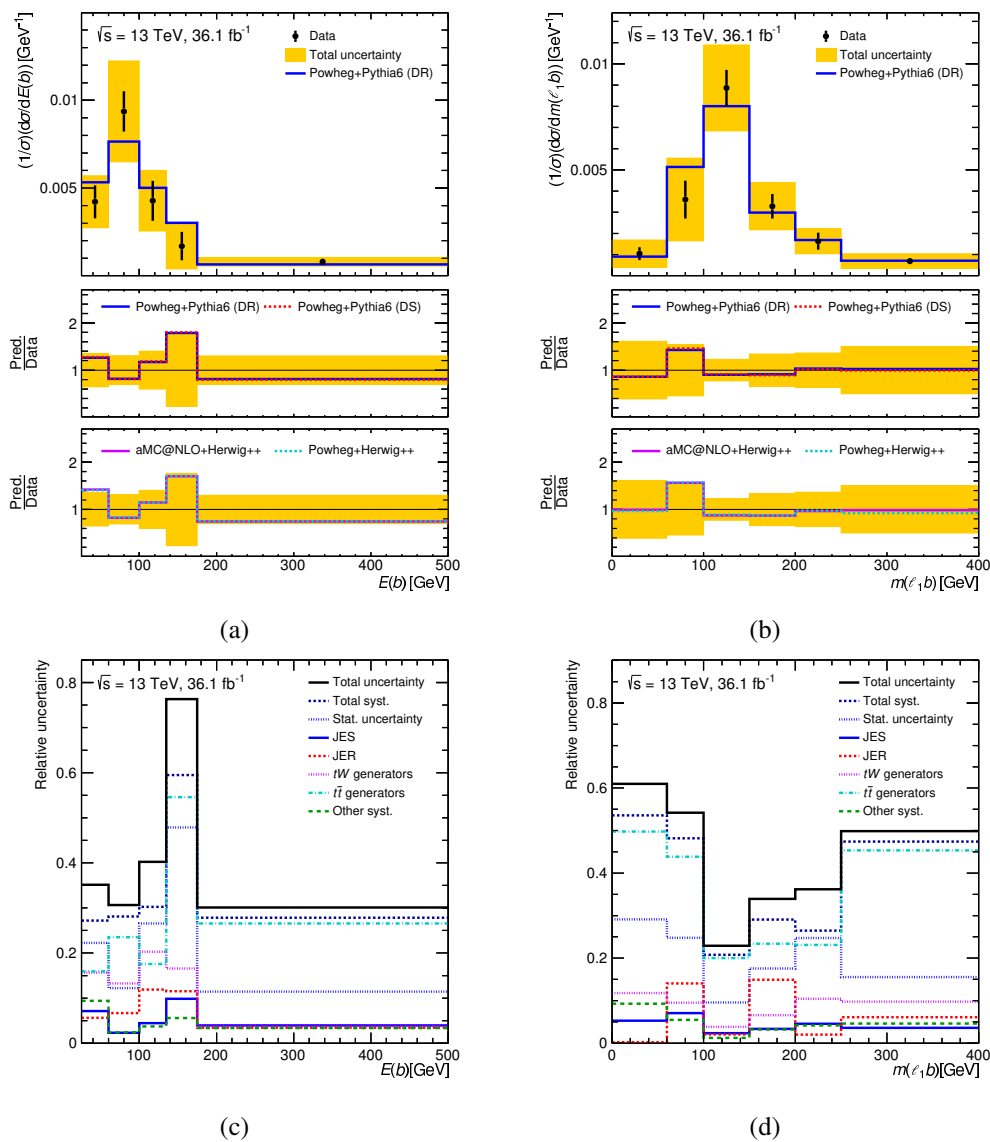 √s = 13 TeV, 36.1 fb⁻¹
Data
Total uncertainty
Powheg+Pythia6 (DR)
(1/σ)(dσ/dE(b)) [GeV⁻¹]
0.01
0.005
Powheg+Pythia6 (DR) Powheg+Pythia6 (DS)
Pred.
Data
2
1
aMC@NLO+Herwig++ Powheg+Herwig++
Pred.
Data
2
1
100 200 300 400 500
E(b) [GeV]
(a)
√s = 13 TeV, 36.1 fb⁻¹
Data
Total uncertainty
Powheg+Pythia6 (DR)
(1/σ)(dσ/dm(ℓ₁b)) [GeV⁻¹]
0.01
0.005
Powheg+Pythia6 (DR) Powheg+Pythia6 (DS)
Pred.
Data
2
1
aMC@NLO+Herwig++ Powheg+Herwig++
Pred.
Data
2
1
0 100 200 300 400
m(ℓ₁b) [GeV]
(b)
√s = 13 TeV, 36.1 fb⁻¹
Total uncertainty
Total syst.
Stat. uncertainty
JES
JER
tW generators
tt̄ generators
Other syst.
Relative uncertainty
0.8
0.6
0.4
0.2
0
100 200 300 400 500
E(b) [GeV]
(c)
√s = 13 TeV, 36.1 fb⁻¹
Total uncertainty
Total syst.
Stat. uncertainty
JES
JER
tW generators
tt̄ generators
Other syst.
Relative uncertainty
0.8
0.6
0.4
0.2
0
0 100 200 300 400
m(ℓ₁b) [GeV]
(d)